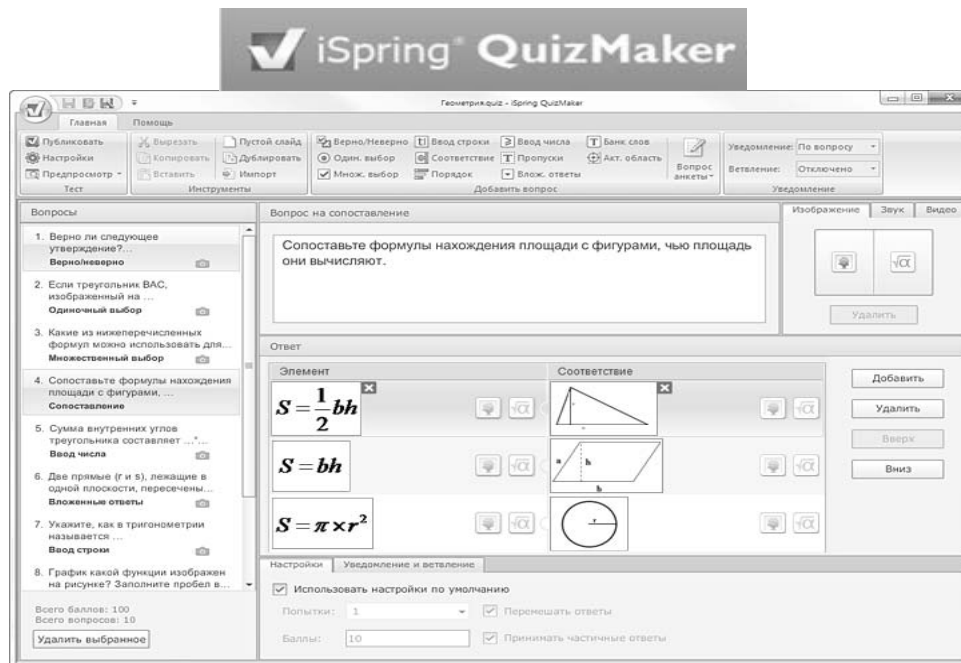 iSpring® QuizMaker
Геометрия.quiz - iSpring QuizMaker
Главная Помощь
Публиковать
Настройки
Предпросмотр
Тест
Вырезать
Копировать
Вставить
Пустой слайд
Дублировать
Импорт
Инструменты
Верно/Неверно
Один. выбор
Множ. выбор
Ввод строки
Соответствие
Порядок
Ввод числа
Пропуски
Влож. ответы
Банк слов
Акт. область
Вопрос
анкеты
Добавить вопрос
Уведомление: По вопросу
Ветвление: Отключено
Уведомление
Вопросы
1. Верно ли следующее
утверждение?...
Верно/неверно
2. Если треугольник BAC,
изображенный на ...
Одиночный выбор
3. Какие из нижеперечисленных
формул можно использовать для...
Множественный выбор
4. Сопоставьте формулы нахождения
площади с фигурами, ...
Сопоставление
5. Сумма внутренних углов
треугольника составляет ...°...
Ввод числа
6. Две прямые (r и s), лежащие в
одной плоскости, пересечены...
Вложенные ответы
7. Укажите, как в тригонометрии
называется ...
Ввод строки
8. График какой функции изображен
на рисунке? Заполните пробел в...
Всего баллов: 100
Всего вопросов: 10
Удалить выбранное
Вопрос на сопоставление
Сопоставьте формулы нахождения площади с фигурами, чью площадь
они вычисляют.
Изображение Звук Видео
√α
Удалить
Ответ
Элемент Соответствие
S = 1/2 bh
√α
√α
S = bh
√α
a h
b
√α
S = π × r²
√α
r
√α
Добавить
Удалить
Вверх
Вниз
Настройки Уведомление и ветвление
Использовать настройки по умолчанию
Попытки: 1
Перемешать ответы
Баллы: 10
Принимать частичные ответы